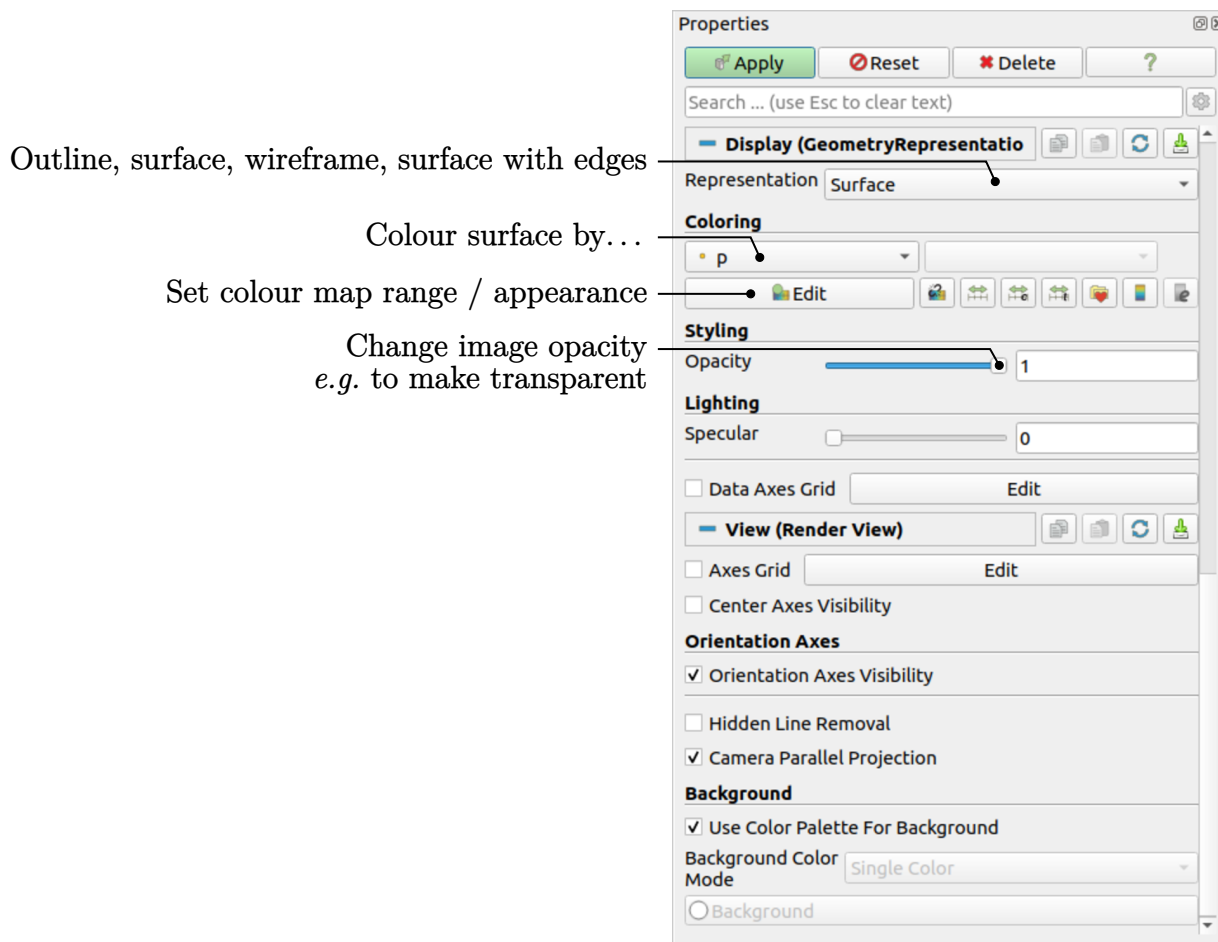 Properties
Apply Reset Delete ?
Search ... (use Esc to clear text)
Display (GeometryRepresentatio
Outline, surface, wireframe, surface with edges
Representation Surface
Coloring
Colour surface by...
p
Set colour map range / appearance
Edit
Styling
Change image opacity
e.g. to make transparent
Opacity 1
Lighting
Specular 0
Data Axes Grid Edit
View (Render View)
Axes Grid Edit
Center Axes Visibility
Orientation Axes
Orientation Axes Visibility
Hidden Line Removal
Camera Parallel Projection
Background
Use Color Palette For Background
Background Color
Mode
Single Color
Background